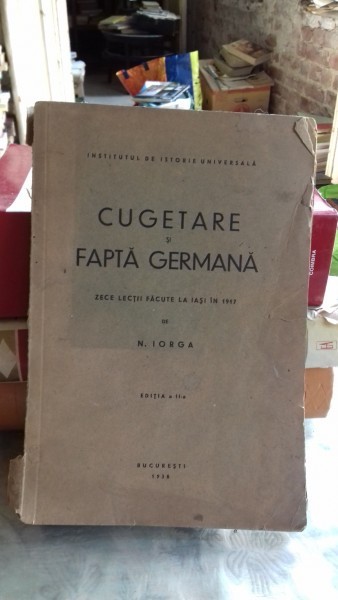 INSTITUTUL DE ISTORIE UNIVERSALĂ
CUGETARE
ȘI
FAPTĂ GERMANĂ
ZECE LECȚII FĂCUTE LA IAȘI ÎN 1917
DE
N. IORGA
EDIȚIA a II-a
BUCUREȘTI
1938